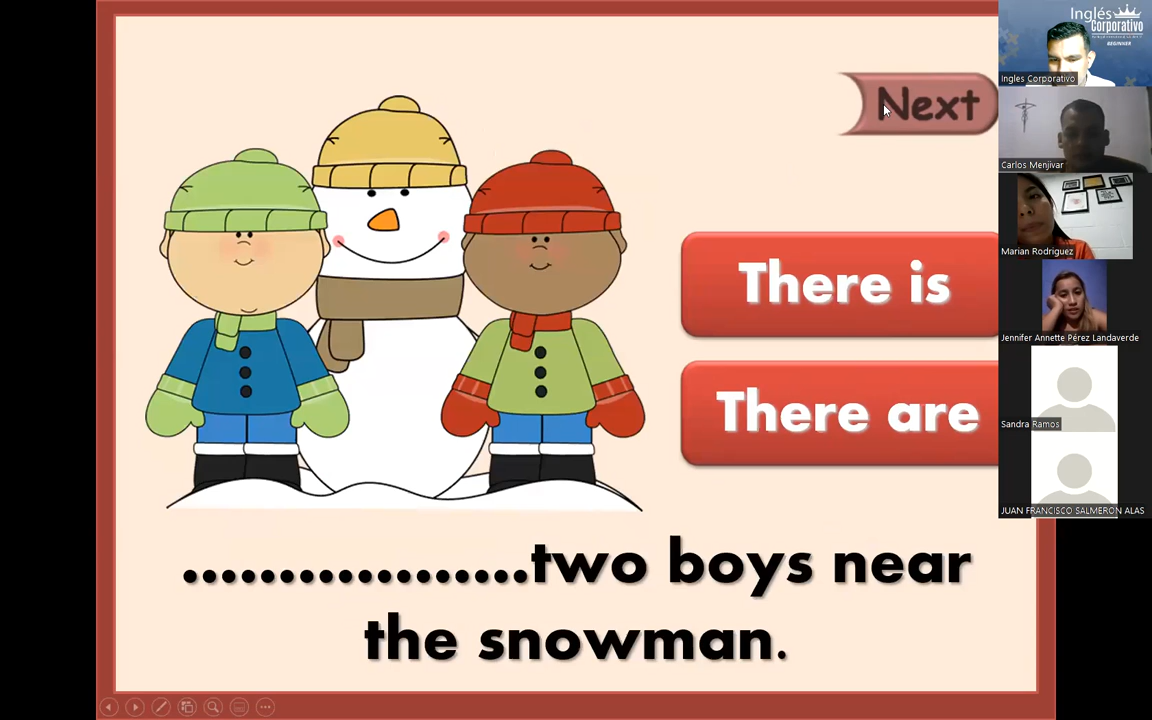 Next
There is
There are
..................two boys near
the snowman.
Inglés
Corporativo
BEGINNER
Ingles Corporativo
Carlos Menjivar
Marian Rodriguez
Jennifer Annette Pérez Landaverde
Sandra Ramos
JUAN FRANCISCO SALMERON ALAS